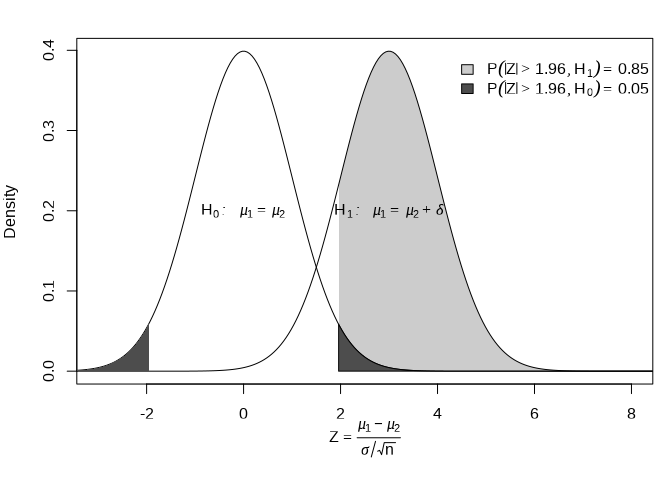 0.4
P(|Z| > 1.96, H₁) = 0.85
P(|Z| > 1.96, H₀) = 0.05
0.3
Density
0.2
H₀: μ₁ = μ₂
H₁: μ₁ = μ₂ + δ
0.1
0.0
-2 0 2 4 6 8
Z = (μ₁ − μ₂)/(σ/√n)